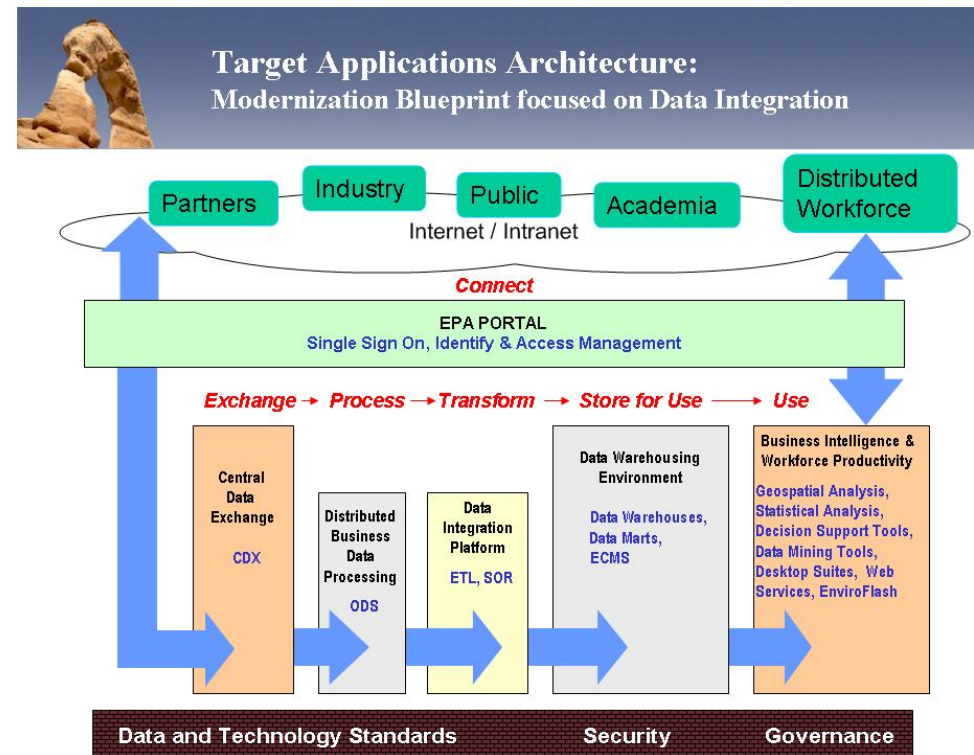 Target Applications Architecture:
Modernization Blueprint focused on Data Integration
Partners
Industry
Public
Academia
Distributed
Workforce
Internet / Intranet
Connect
EPA PORTAL
Single Sign On, Identify & Access Management
Exchange → Process → Transform → Store for Use → Use
Central
Data
Exchange
CDX
Distributed
Business
Data
Processing
ODS
Data
Integration
Platform
ETL, SOR
Data Warehousing
Environment
Data Warehouses,
Data Marts,
ECMS
Business Intelligence &
Workforce Productivity
Geospatial Analysis,
Statistical Analysis,
Decision Support Tools,
Data Mining Tools,
Desktop Suites, Web
Services, EnviroFlash
Data and Technology Standards
Security
Governance